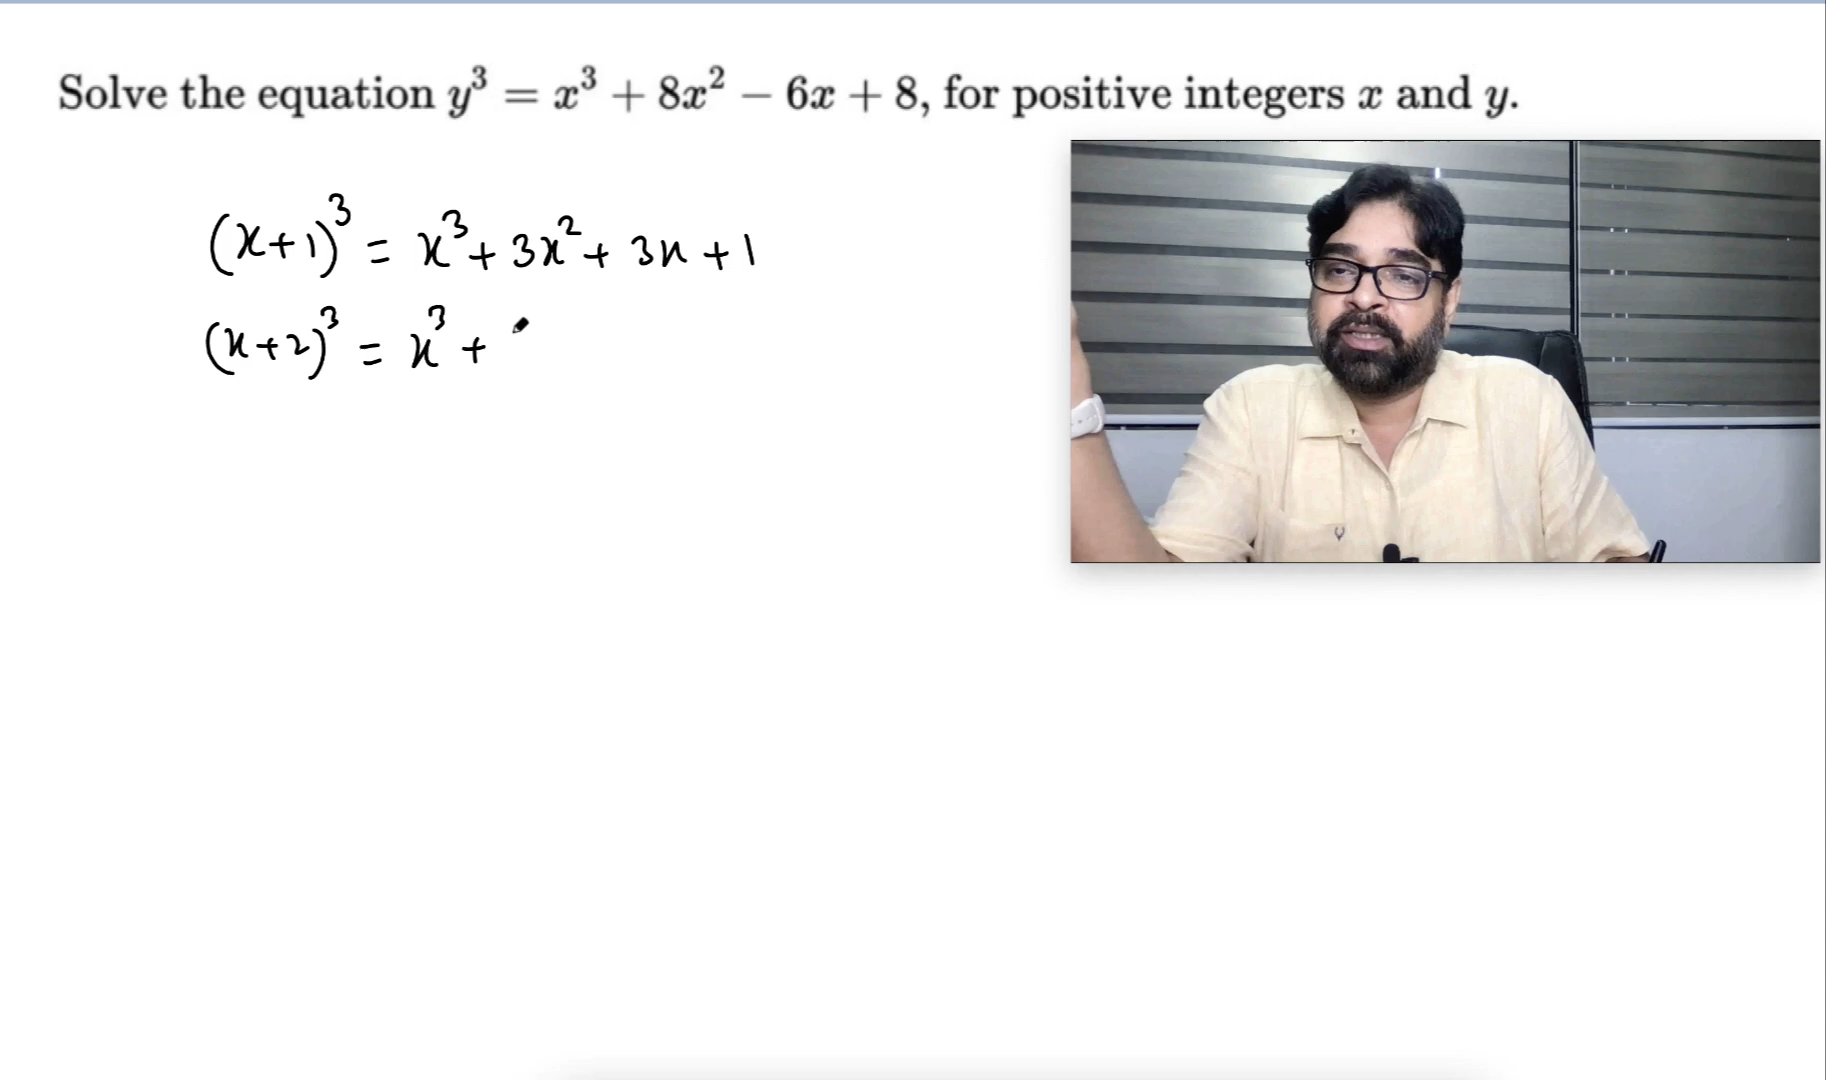 Solve the equation y³ = x³ + 8x² − 6x + 8, for positive integers x and y.
(x+1)³ = x³ + 3x² + 3x + 1
(x+2)³ = x³ +